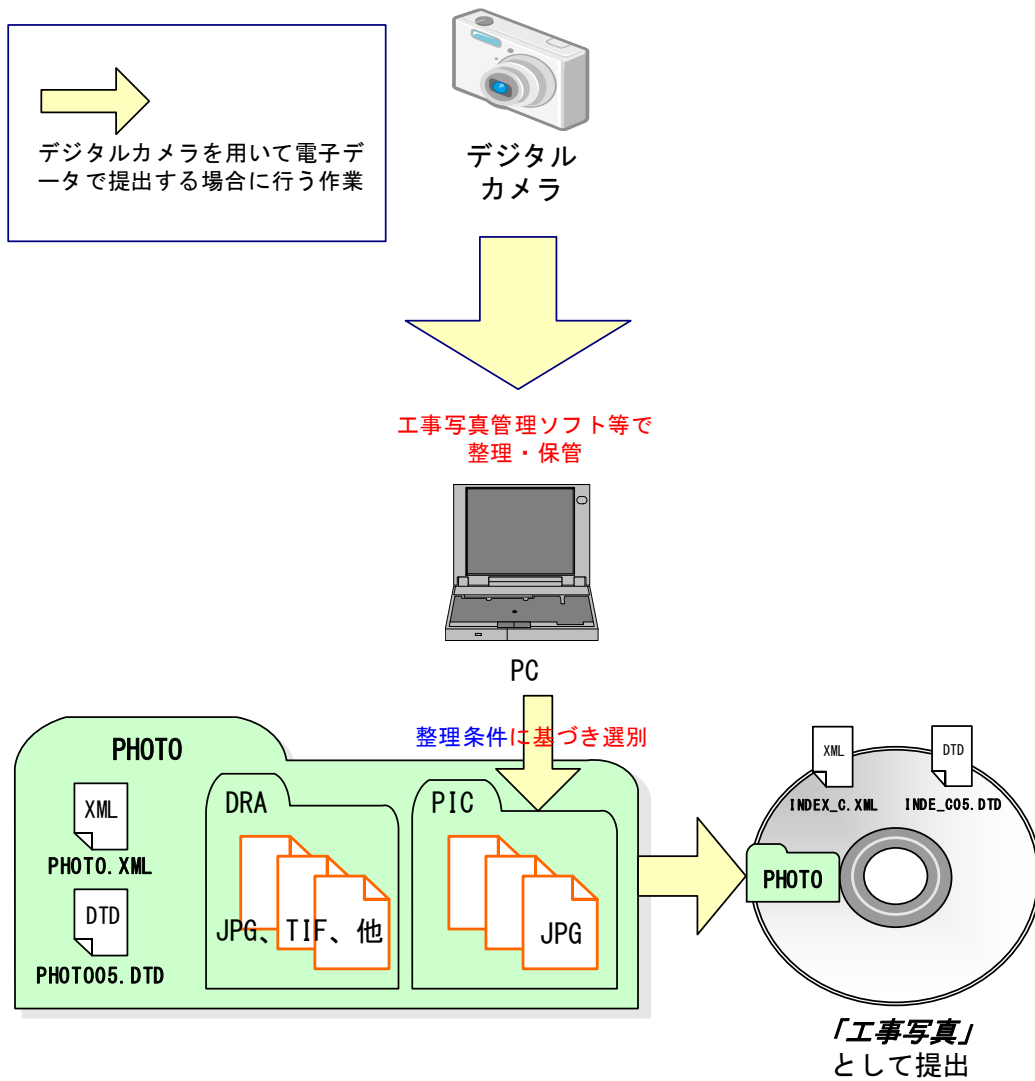 デジタルカメラを用いて電子デ
ータで提出する場合に行う作業
デジタル
カメラ
工事写真管理ソフト等で
整理・保管
PC
整理条件に基づき選別
PHOTO
XML
PHOTO.XML
DTD
PHOTO05.DTD
DRA
JPG、TIF、他
PIC
JPG
XML
INDEX_C.XML
DTD
INDE_C05.DTD
PHOTO
「工事写真」
として提出